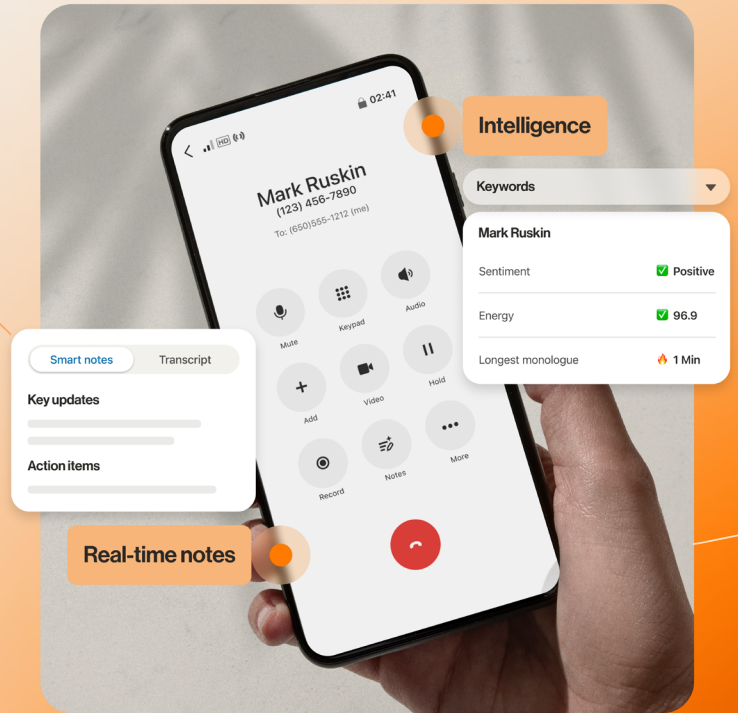 02:41
HD
Mark Ruskin
(123) 456-7890
To: (650)555-1212 (me)
Mute
Keypad
Audio
Add
Video
Hold
Record
Notes
More
Intelligence
Keywords
Mark Ruskin
Sentiment ✅ Positive
Energy ✅ 96.9
Longest monologue 🔥 1 Min
Smart notes Transcript
Key updates
Action items
Real-time notes